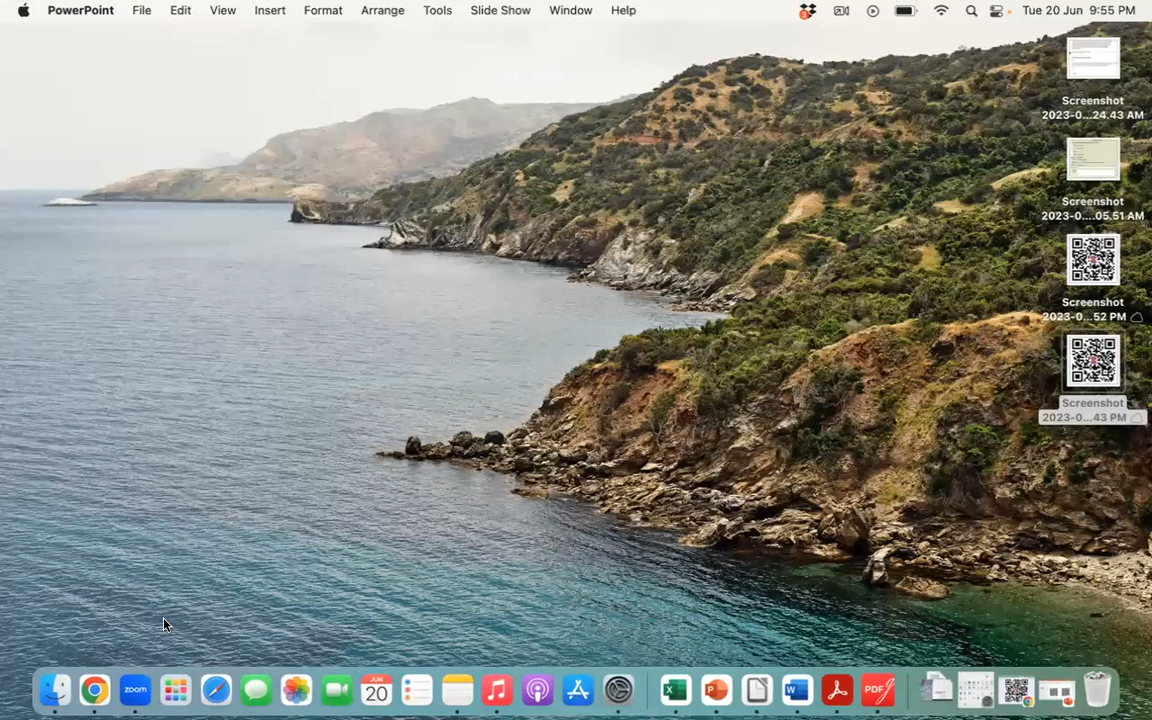 PowerPoint File Edit View Insert Format Arrange Tools Slide Show Window Help Tue 20 Jun 9:55 PM
Screenshot
2023-0...24.43 AM
Screenshot
2023-0....05.51 AM
Screenshot
2023-0...52 PM
Screenshot
2023-0...43 PM
zoom
JUN
20
PDF